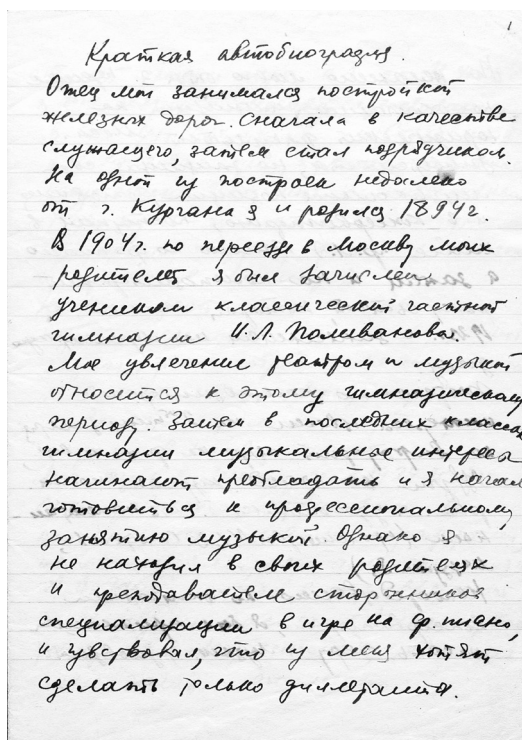 1
Краткая автобиография.
Отец мой занимался постройкой
железных дорог. Сначала в качестве
служащего, затем стал подрядчиком.
На одной из построек недалеко
от г. Кургана я и родился 1894 г.
В 1904 г. по переезде в Москву моих
родителей я был зачислен
учеником классической частной
гимназии И. Л. Поливанова.
Мое увлечение театром и музыкой
относится к этому гимназическому
периоду. Затем в последних классах
гимназии музыкальные интересы
начинают преобладать и я начал
готовиться к профессиональному
занятию музыкой. Однако я
не находил в своих родителях
и преподавателем сторонников
специализации в игре на ф.пиано,
и чувствовал, что из меня хотят
сделать только дилетанта.